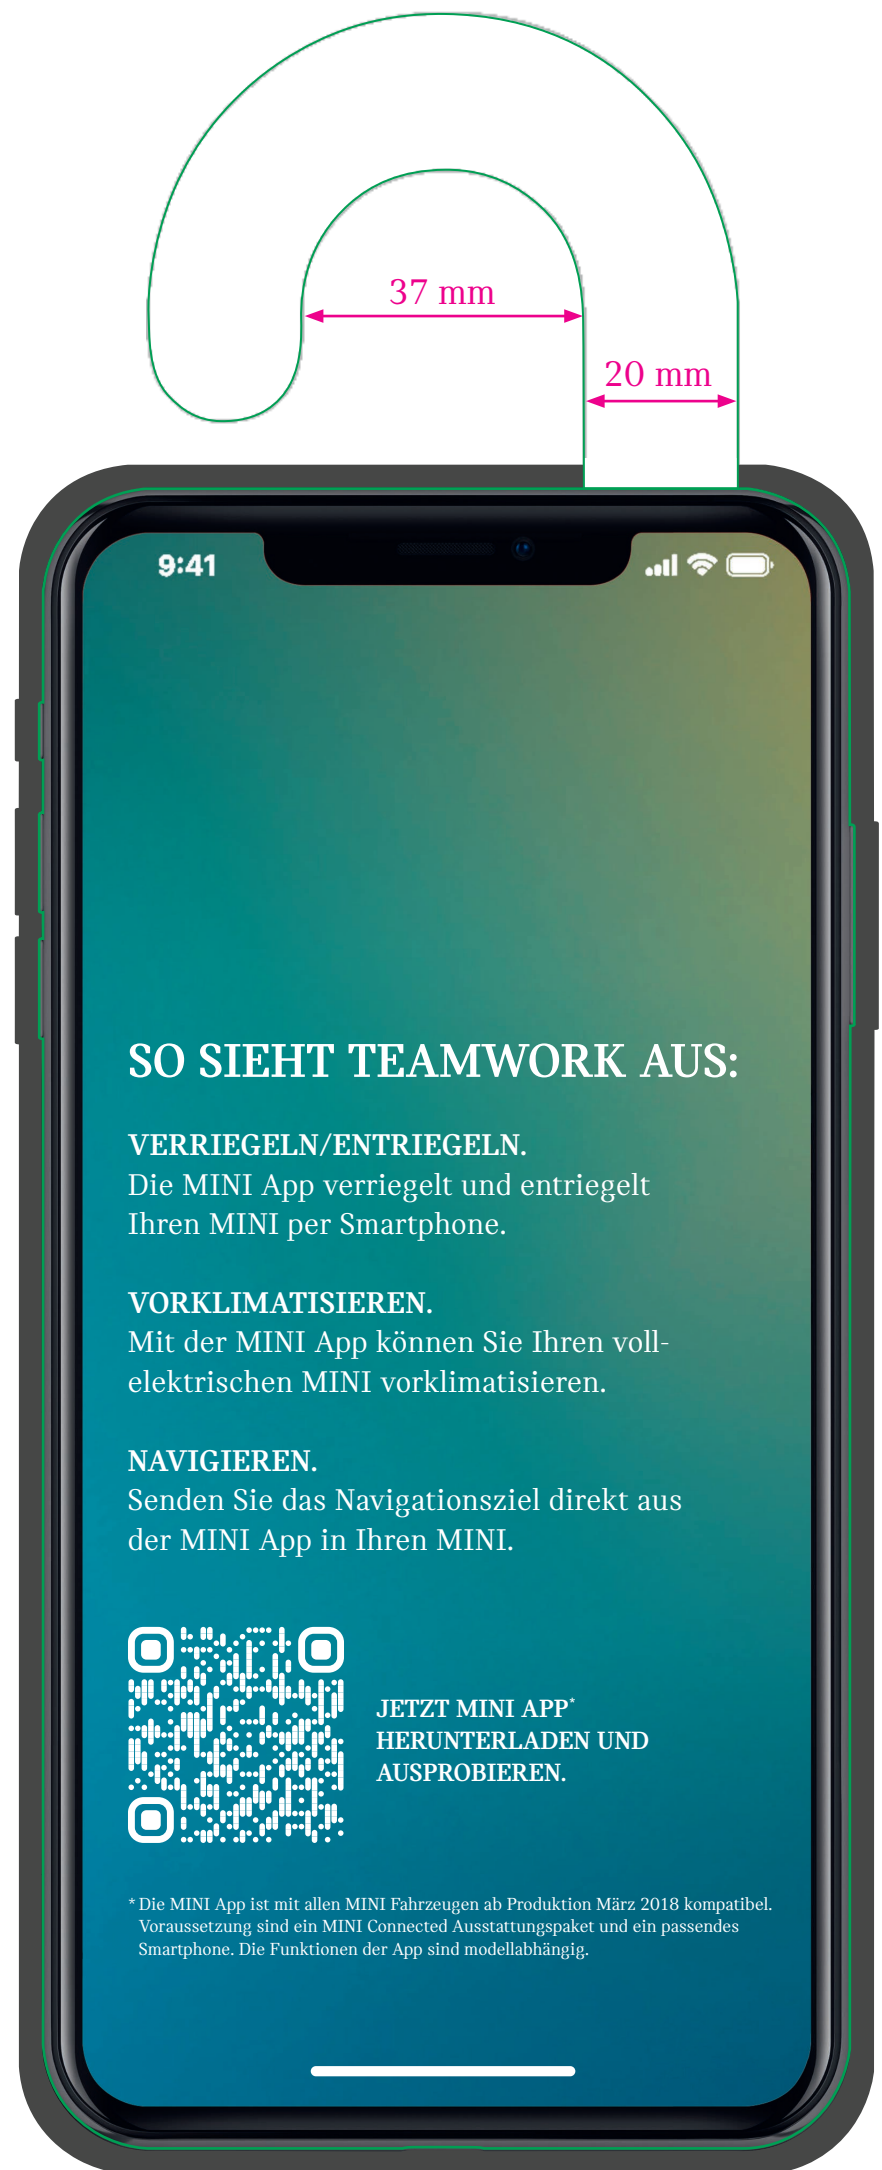 37 mm
20 mm
9:41
SO SIEHT TEAMWORK AUS:
VERRIEGELN/ENTRIEGELN.
Die MINI App verriegelt und entriegelt
Ihren MINI per Smartphone.
VORKLIMATISIEREN.
Mit der MINI App können Sie Ihren voll-
elektrischen MINI vorklimatisieren.
NAVIGIEREN.
Senden Sie das Navigationsziel direkt aus
der MINI App in Ihren MINI.
JETZT MINI APP*
HERUNTERLADEN UND
AUSPROBIEREN.
* Die MINI App ist mit allen MINI Fahrzeugen ab Produktion März 2018 kompatibel.
Voraussetzung sind ein MINI Connected Ausstattungspaket und ein passendes
Smartphone. Die Funktionen der App sind modellabhängig.